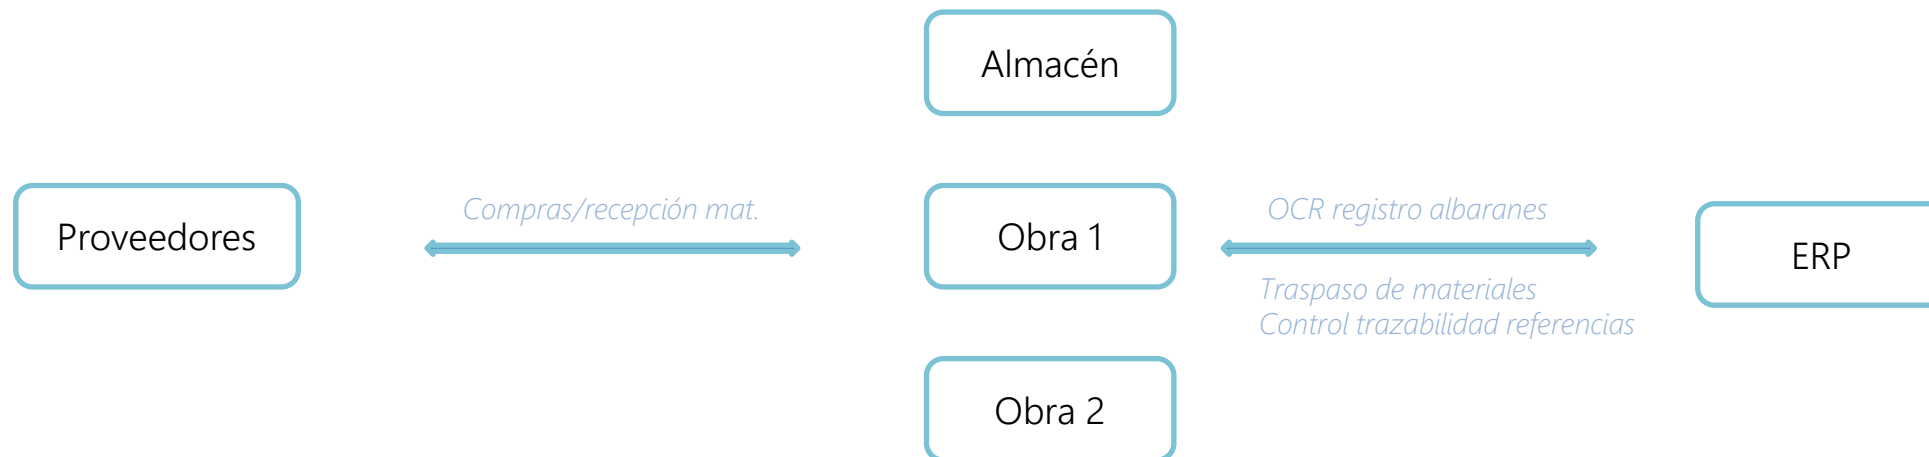 Almacén
Proveedores
Compras/recepción mat.
Obra 1
OCR registro albaranes
ERP
Traspaso de materiales
Control trazabilidad referencias
Obra 2